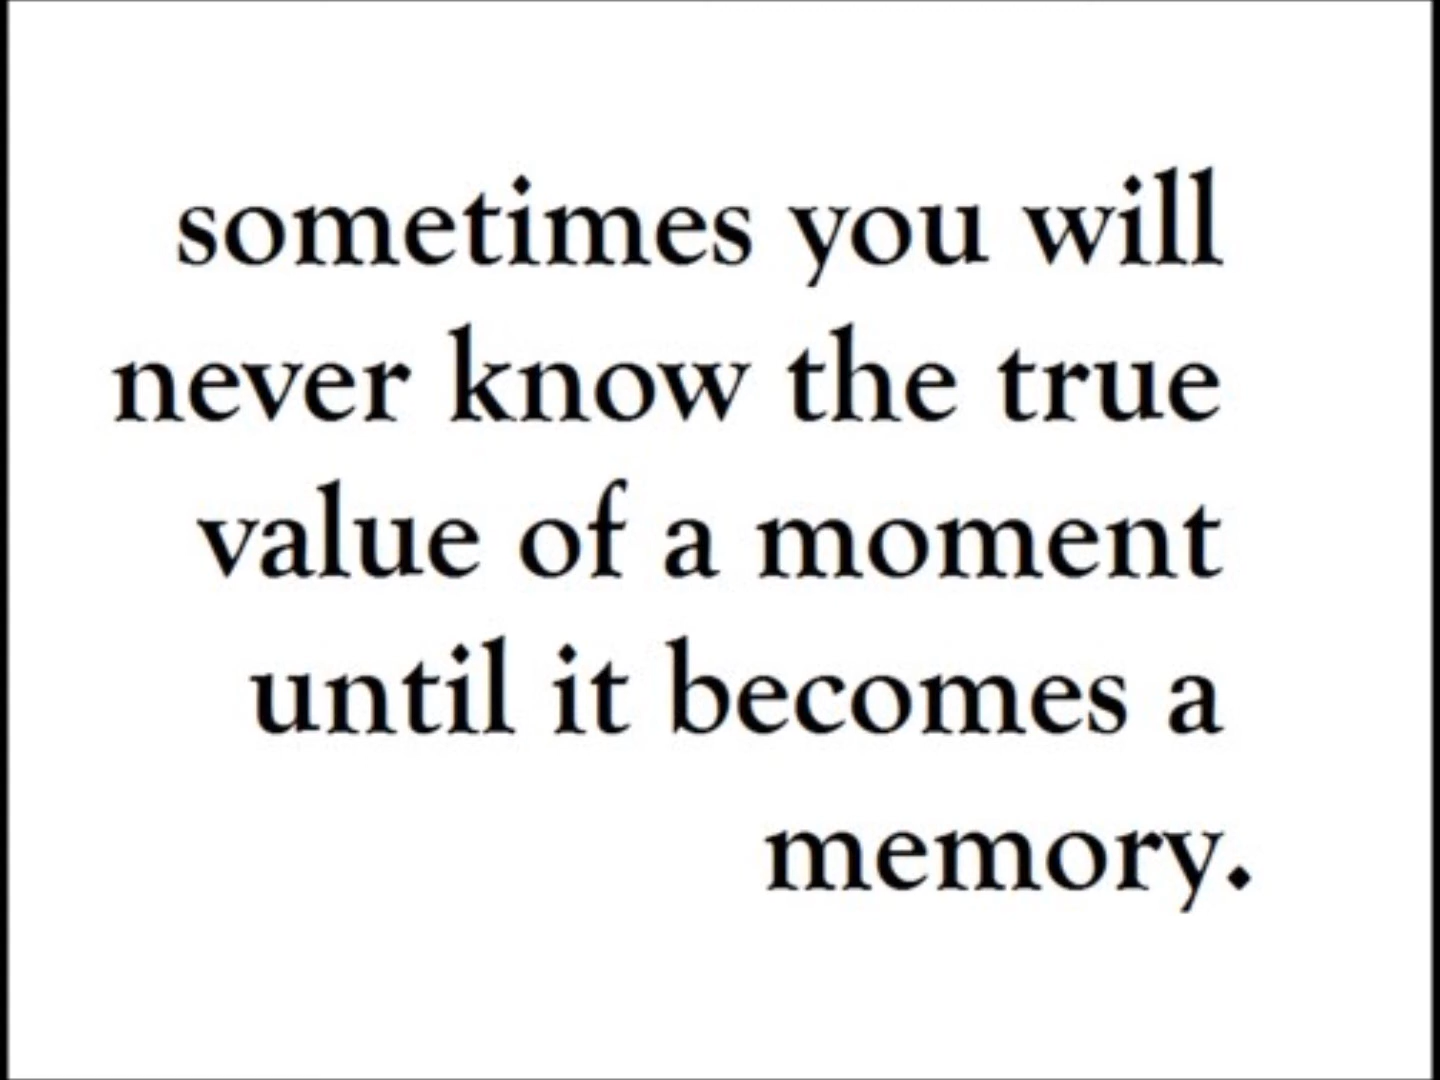 sometimes you will
never know the true
value of a moment
until it becomes a
memory.